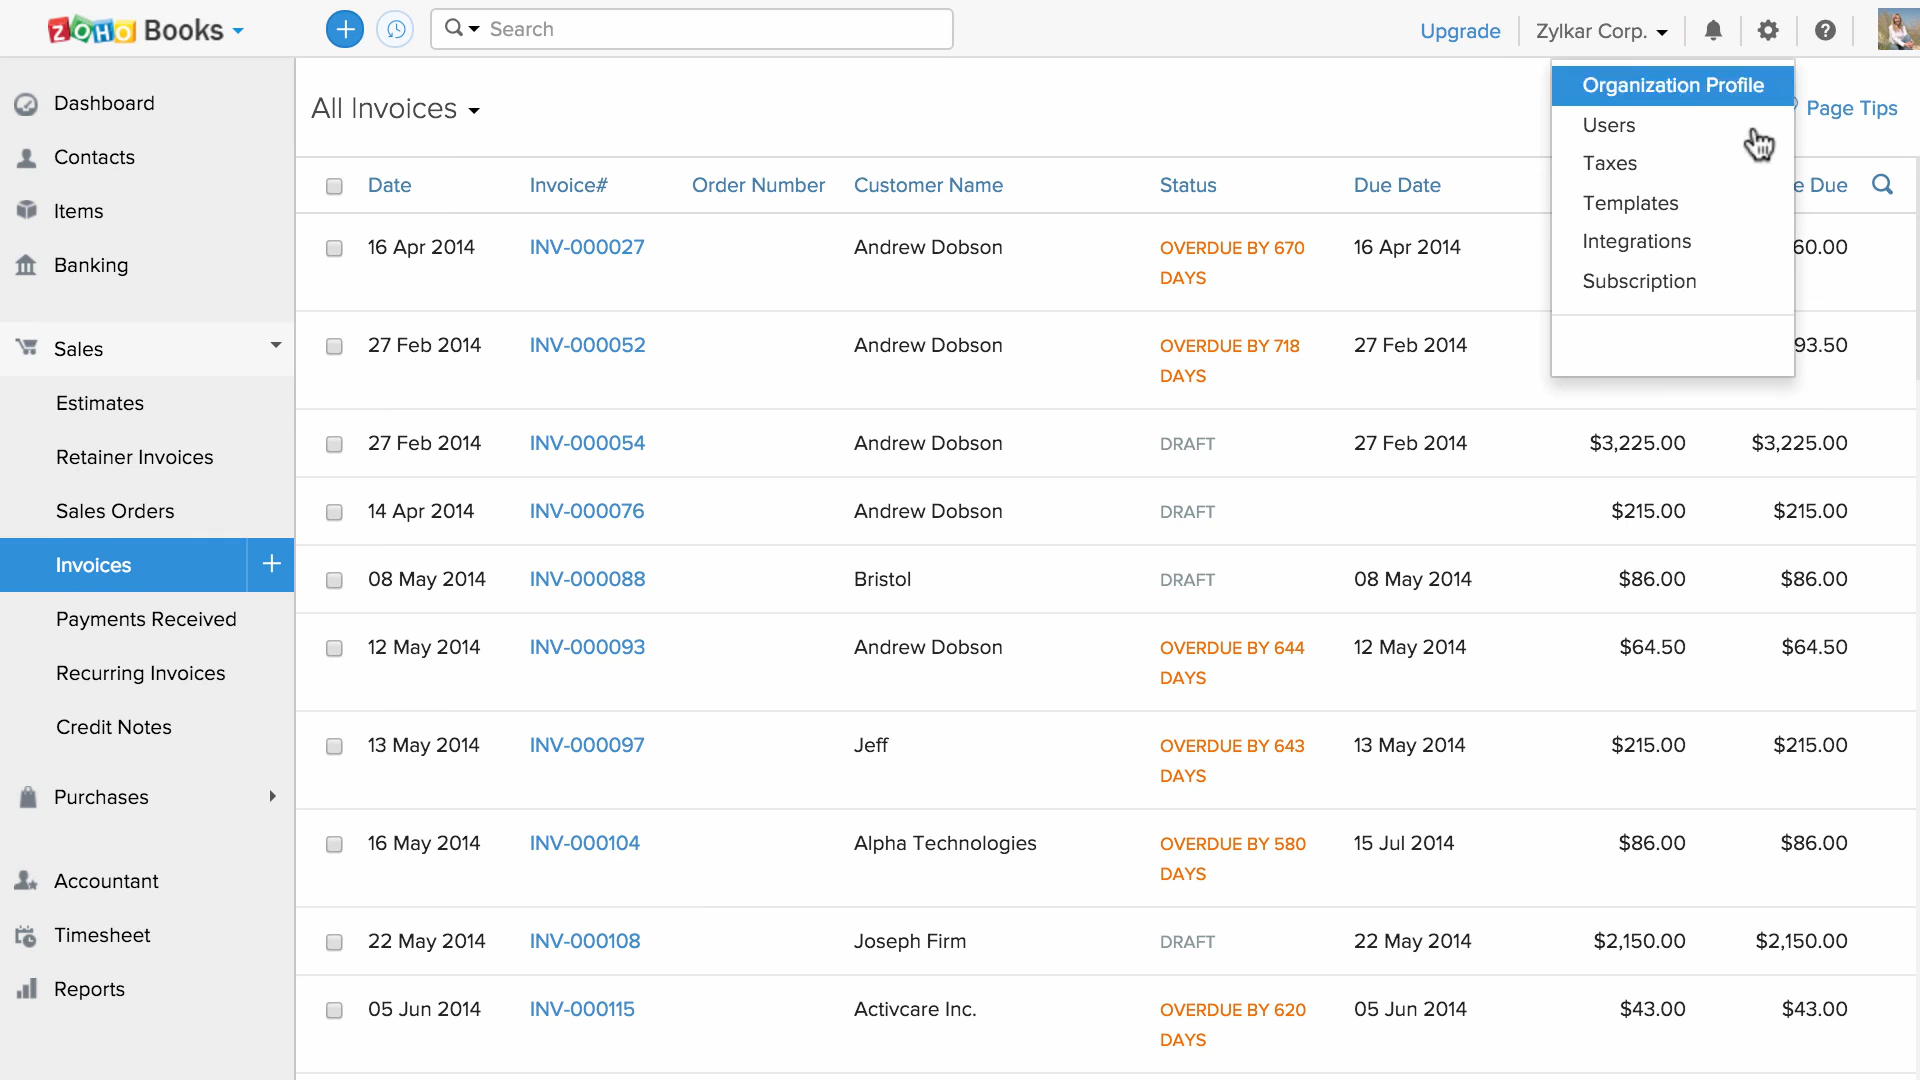 ZOHO Books
Search
Upgrade
Zylkar Corp.
Organization Profile
Users
Taxes
Templates
Integrations
Subscription
Page Tips
Dashboard
Contacts
Items
Banking
Sales
Estimates
Retainer Invoices
Sales Orders
Invoices
Payments Received
Recurring Invoices
Credit Notes
Purchases
Accountant
Timesheet
Reports
All Invoices
Date Invoice# Order Number Customer Name Status Due Date e Due
16 Apr 2014 INV-000027 Andrew Dobson OVERDUE BY 670 16 Apr 2014 60.00
DAYS
27 Feb 2014 INV-000052 Andrew Dobson OVERDUE BY 718 27 Feb 2014 93.50
DAYS
27 Feb 2014 INV-000054 Andrew Dobson DRAFT 27 Feb 2014 $3,225.00 $3,225.00
14 Apr 2014 INV-000076 Andrew Dobson DRAFT $215.00 $215.00
08 May 2014 INV-000088 Bristol DRAFT 08 May 2014 $86.00 $86.00
12 May 2014 INV-000093 Andrew Dobson OVERDUE BY 644 12 May 2014 $64.50 $64.50
DAYS
13 May 2014 INV-000097 Jeff OVERDUE BY 643 13 May 2014 $215.00 $215.00
DAYS
16 May 2014 INV-000104 Alpha Technologies OVERDUE BY 580 15 Jul 2014 $86.00 $86.00
DAYS
22 May 2014 INV-000108 Joseph Firm DRAFT 22 May 2014 $2,150.00 $2,150.00
05 Jun 2014 INV-000115 Activcare Inc. OVERDUE BY 620 05 Jun 2014 $43.00 $43.00
DAYS